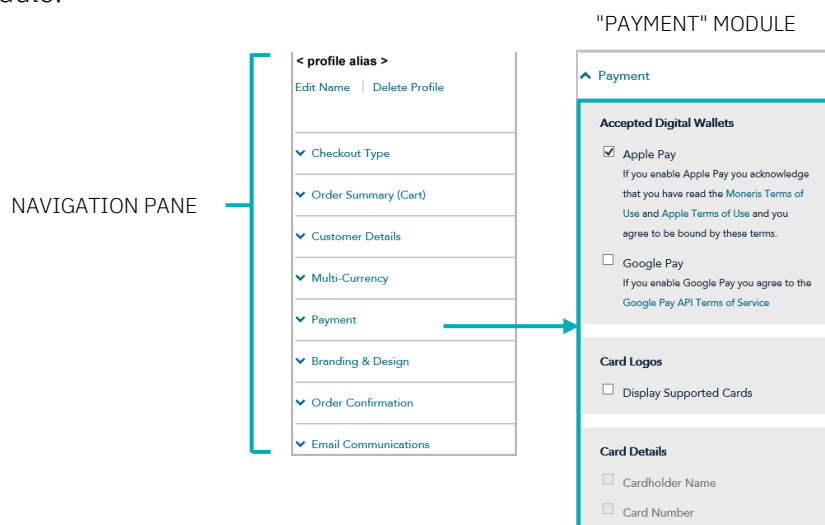 "PAYMENT" MODULE
NAVIGATION PANE
< profile alias >
Edit Name | Delete Profile
Checkout Type
Order Summary (Cart)
Customer Details
Multi-Currency
Payment
Branding & Design
Order Confirmation
Email Communications
Payment
Accepted Digital Wallets
Apple Pay
If you enable Apple Pay you acknowledge
that you have read the Moneris Terms of
Use and Apple Terms of Use and you
agree to be bound by these terms.
Google Pay
If you enable Google Pay you agree to the
Google Pay API Terms of Service
Card Logos
Display Supported Cards
Card Details
Cardholder Name
Card Number